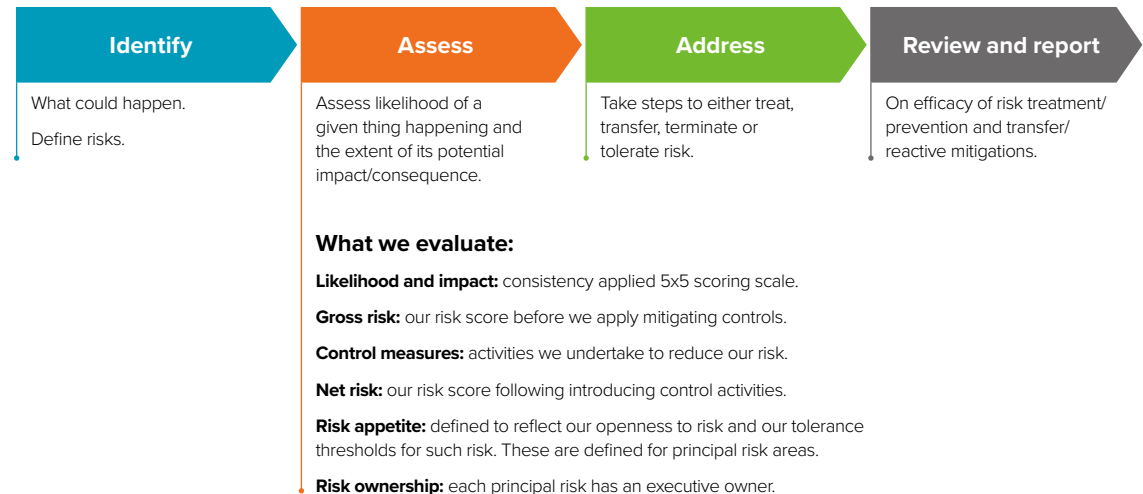 Identify
What could happen.
Define risks.
Assess
Assess likelihood of a
given thing happening and
the extent of its potential
impact/consequence.
What we evaluate:
Likelihood and impact: consistency applied 5x5 scoring scale.
Gross risk: our risk score before we apply mitigating controls.
Control measures: activities we undertake to reduce our risk.
Net risk: our risk score following introducing control activities.
Risk appetite: defined to reflect our openness to risk and our tolerance
thresholds for such risk. These are defined for principal risk areas.
Risk ownership: each principal risk has an executive owner.
Address
Take steps to either treat,
transfer, terminate or
tolerate risk.
Review and report
On efficacy of risk treatment/
prevention and transfer/
reactive mitigations.